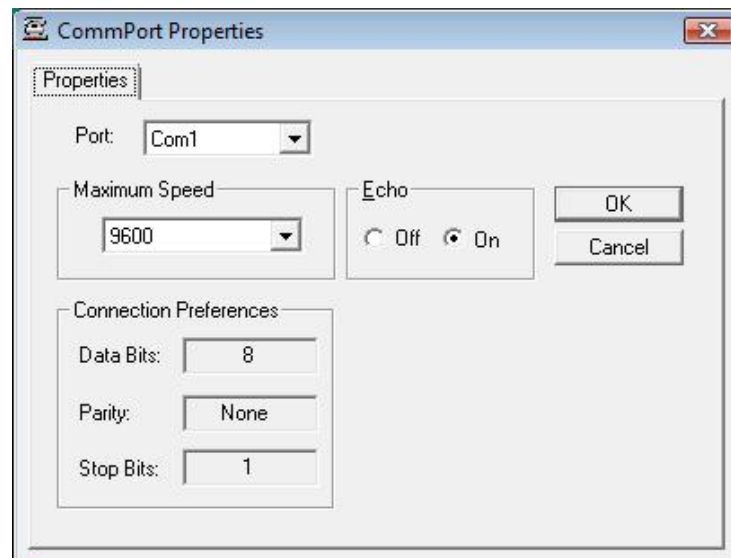 CommPort Properties
Properties
Port: Com1
Maximum Speed
9600
Echo
Off On
OK
Cancel
Connection Preferences
Data Bits: 8
Parity: None
Stop Bits: 1